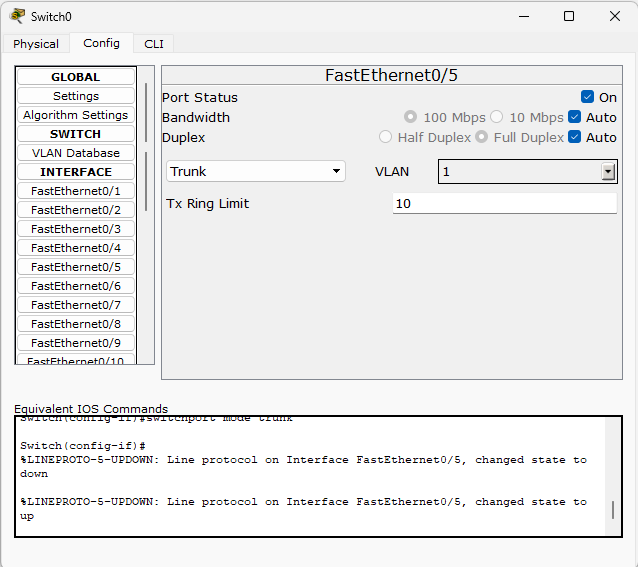 Switch0
Physical Config CLI
GLOBAL
Settings
Algorithm Settings
SWITCH
VLAN Database
INTERFACE
FastEthernet0/1
FastEthernet0/2
FastEthernet0/3
FastEthernet0/4
FastEthernet0/5
FastEthernet0/6
FastEthernet0/7
FastEthernet0/8
FastEthernet0/9
FastEthernet0/10
FastEthernet0/5
Port Status On
Bandwidth 100 Mbps 10 Mbps Auto
Duplex Half Duplex Full Duplex Auto
Trunk VLAN 1
Tx Ring Limit 10
Equivalent IOS Commands
Switch(config-if)#switchport mode trunk
Switch(config-if)#
%LINEPROTO-5-UPDOWN: Line protocol on Interface FastEthernet0/5, changed state to
down
%LINEPROTO-5-UPDOWN: Line protocol on Interface FastEthernet0/5, changed state to
up